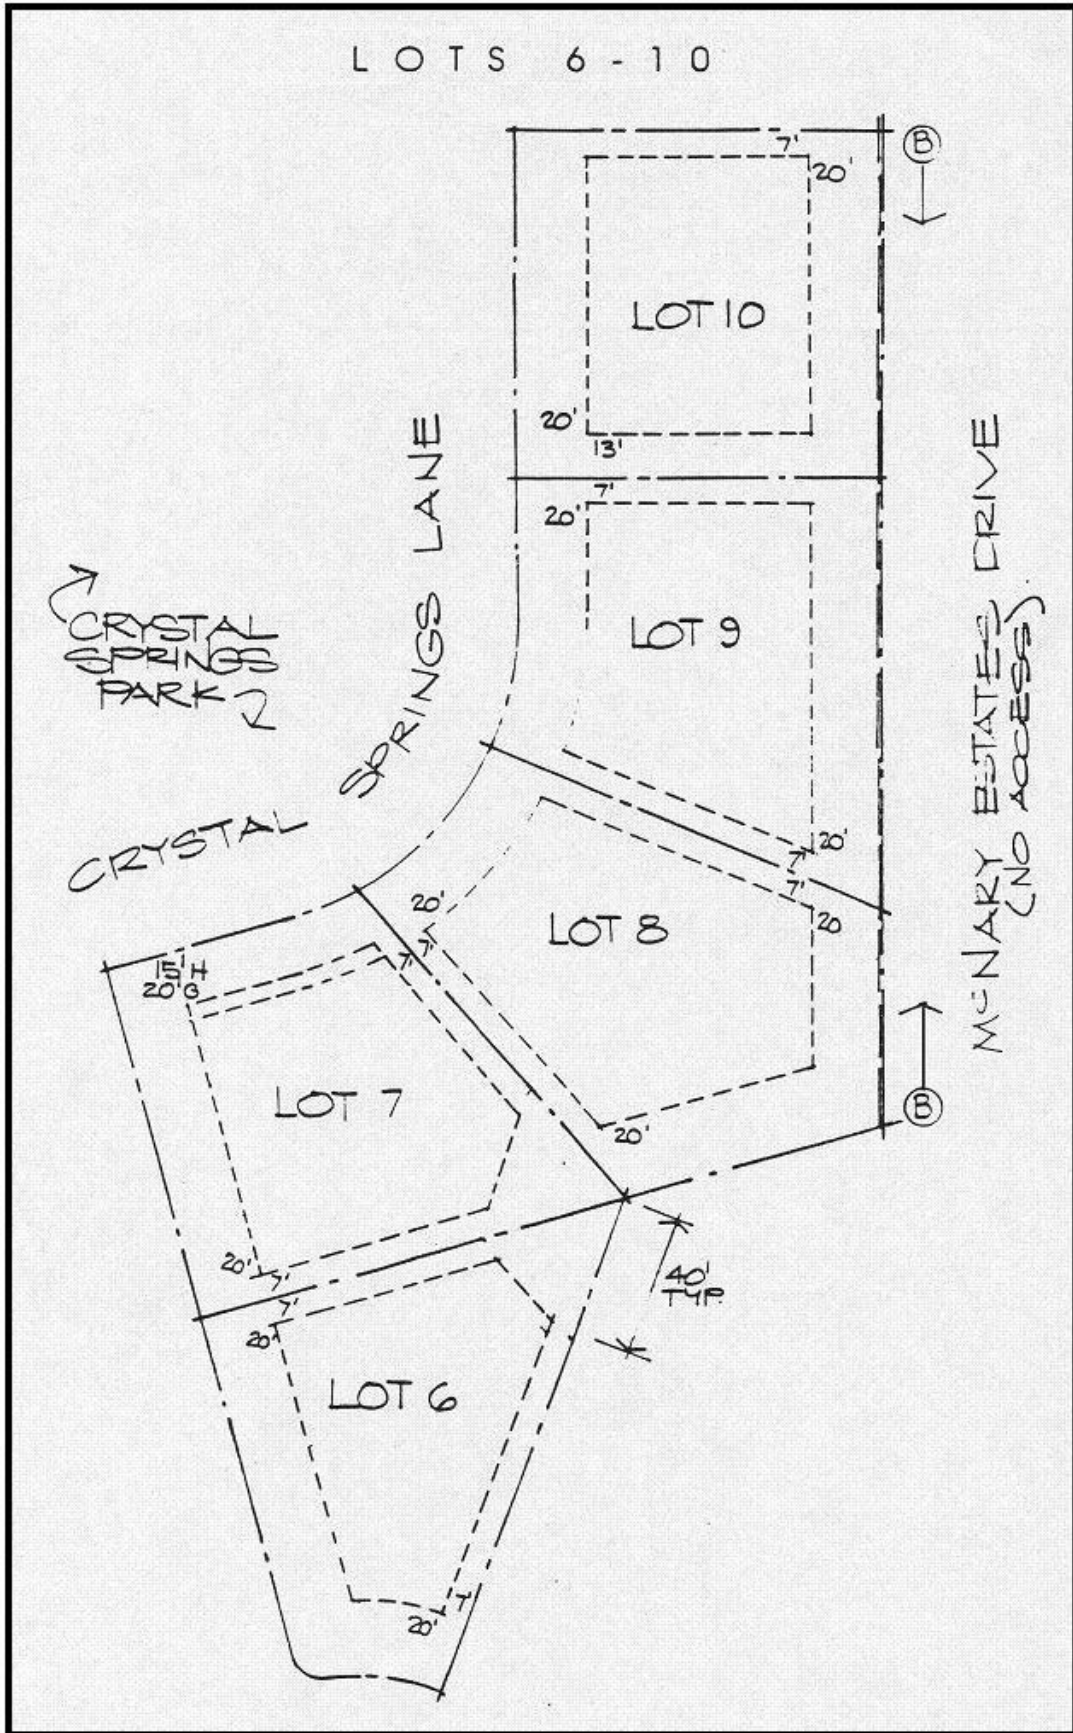 LOTS 6-10
B
7'
20'
LOT 10
20'
13'
7'
20'
LOT 9
CRYSTAL SPRINGS LANE
CRYSTAL
SPRINGS
PARK
MCNARY ESTATES DRIVE
(NO ACCESS)
20'
7'
7'
20
20'
7'
7'
LOT 8
15' H
20' G
LOT 7
20'
B
20'
7'
7'
20'
40'
TYP.
LOT 6
20'
7'